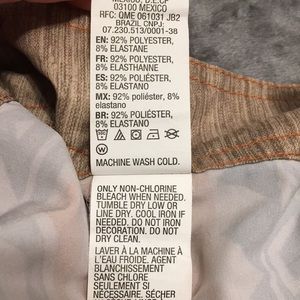 MEXICO, D.F.CP
03100 MEXICO
RFC: QME 061031 JB2
BRAZIL CNPJ:
07.230.513/0001-38
EN: 92% POLYESTER,
8% ELASTANE
FR: 92% POLYESTER,
8% ELASTHANNE
ES: 92% POLIÉSTER,
8% ELASTANO
MX: 92% poliéster, 8%
elastano
BR: 92% POLIÉSTER,
8% ELASTANO
W
MACHINE WASH COLD.
ONLY NON-CHLORINE
BLEACH WHEN NEEDED.
TUMBLE DRY LOW OR
LINE DRY. COOL IRON IF
NEEDED. DO NOT IRON
DECORATION. DO NOT
DRY CLEAN.
LAVER À LA MACHINE À
L'EAU FROIDE. AGENT
BLANCHISSEMENT
SANS CHLORE
SEULEMENT SI
NÉCESSAIRE. SÉCHER